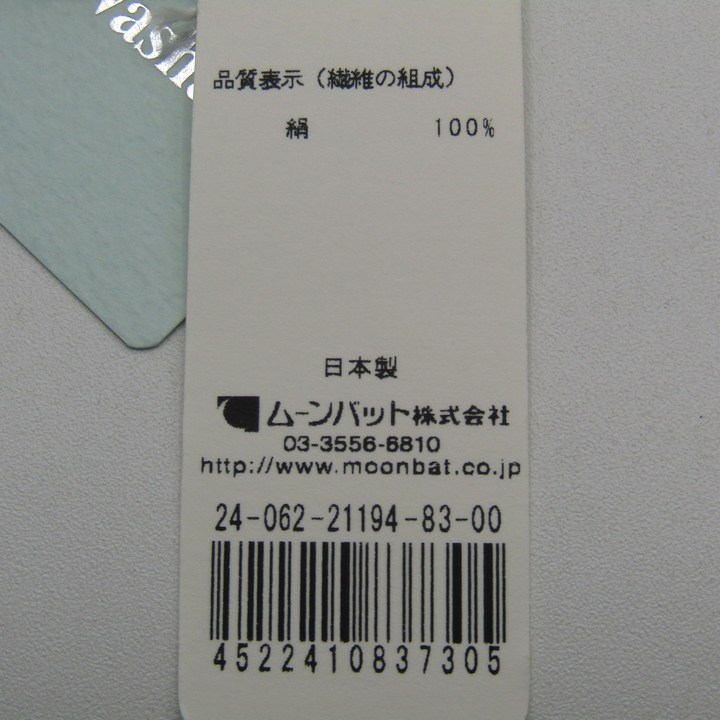 品質表示（繊維の組成）
絹 100%
日本製
ムーンバット株式会社
03-3556-6810
http://www.moonbat.co.jp
24-062-21194-83-00
4522410837305